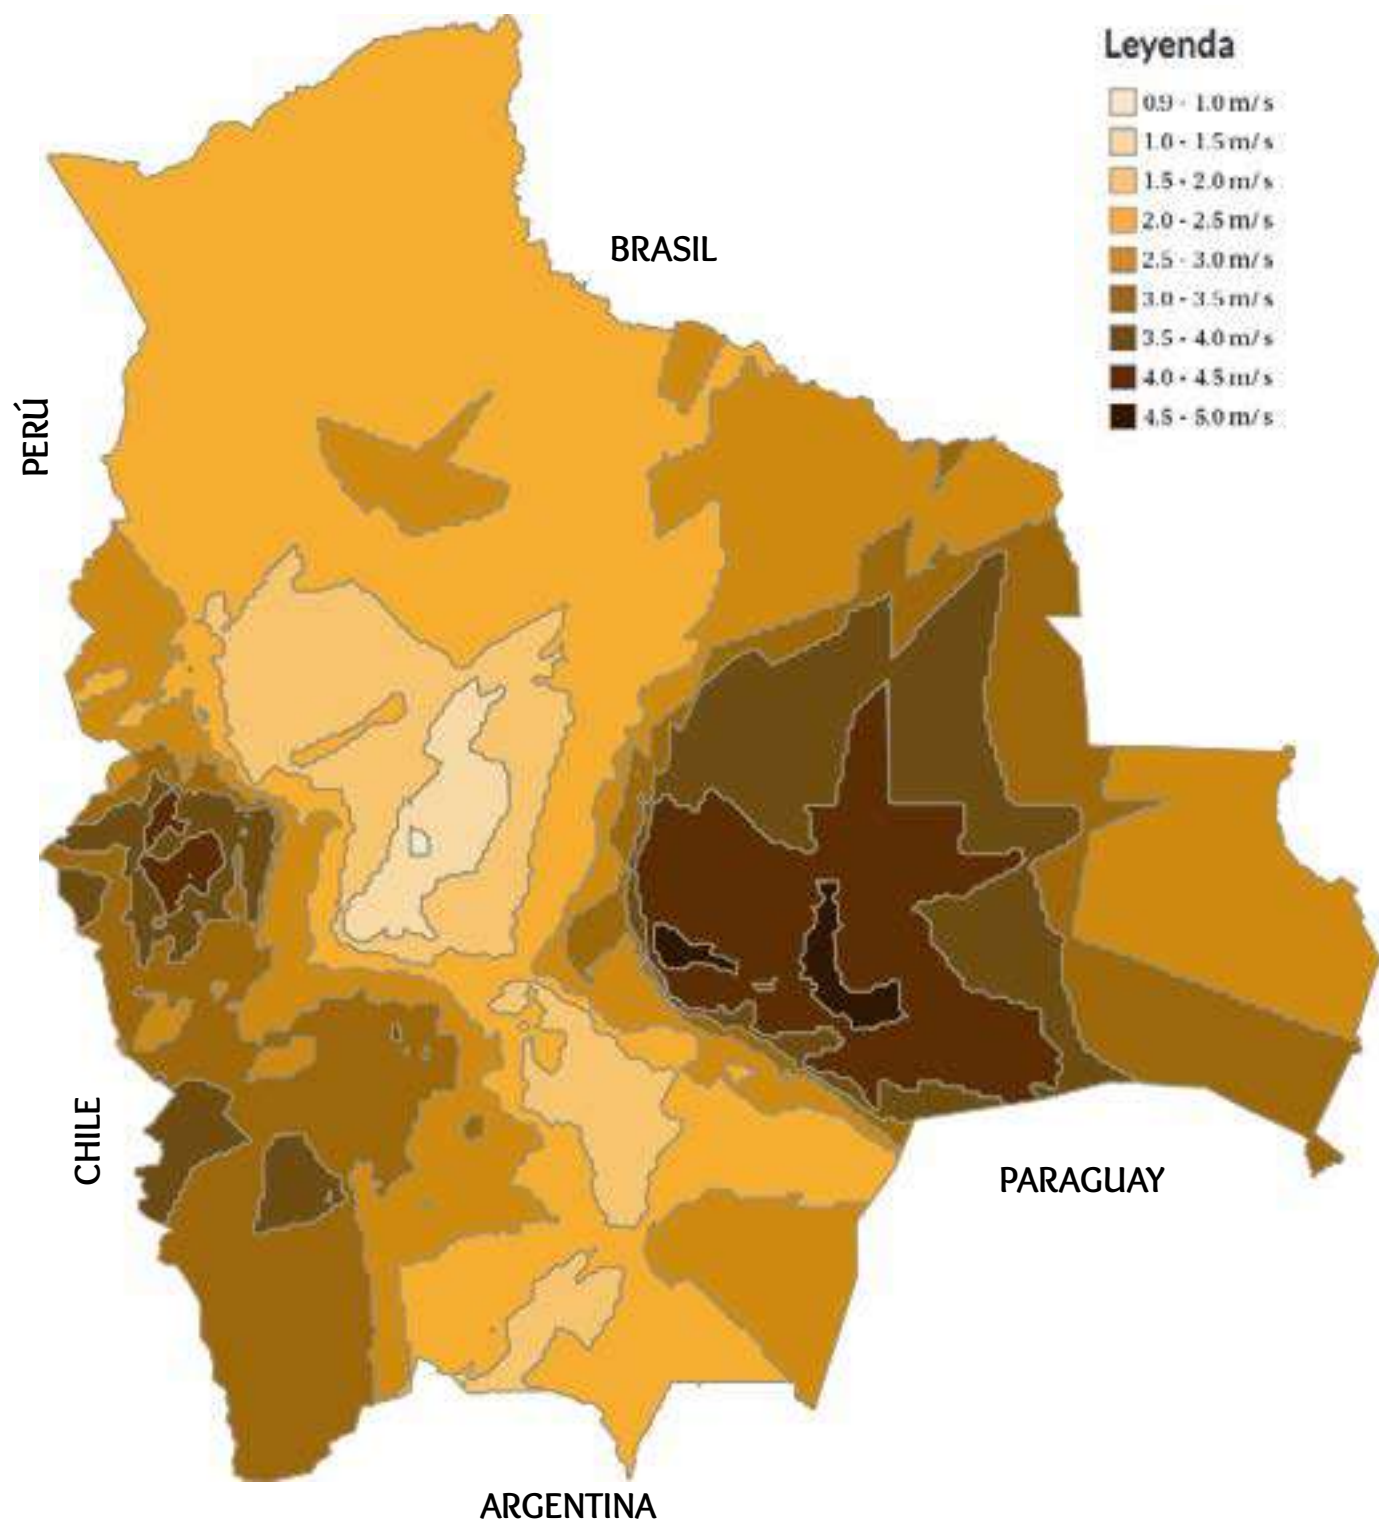 Leyenda
0.9 - 1.0 m/s
1.0 - 1.5 m/s
1.5 - 2.0 m/s
2.0 - 2.5 m/s
2.5 - 3.0 m/s
3.0 - 3.5 m/s
3.5 - 4.0 m/s
4.0 - 4.5 m/s
4.5 - 5.0 m/s
BRASIL
PERÚ
CHILE
PARAGUAY
ARGENTINA